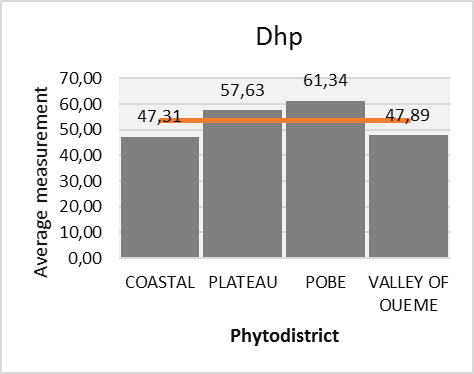 Dhp
Average measurement
70,00
60,00
50,00
40,00
30,00
20,00
10,00
0,00
47,31
57,63
61,34
47,89
COASTAL
PLATEAU
POBE
VALLEY OF
OUEME
Phytodistrict